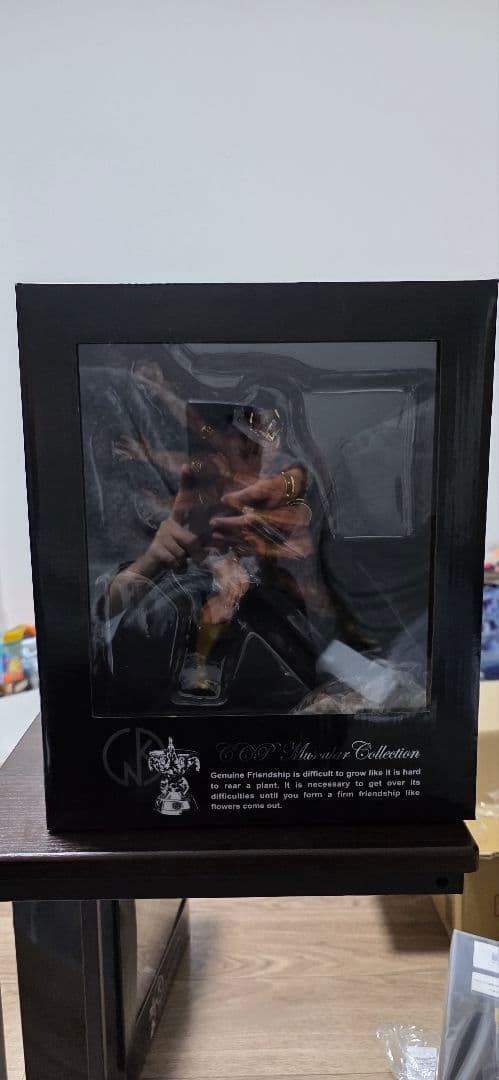 CCP Muscular Collection
Genuine Friendship is difficult to grow like it is hard
to rear a plant. It is necessary to get over its
difficulties until you form a firm friendship like
flowers come out.